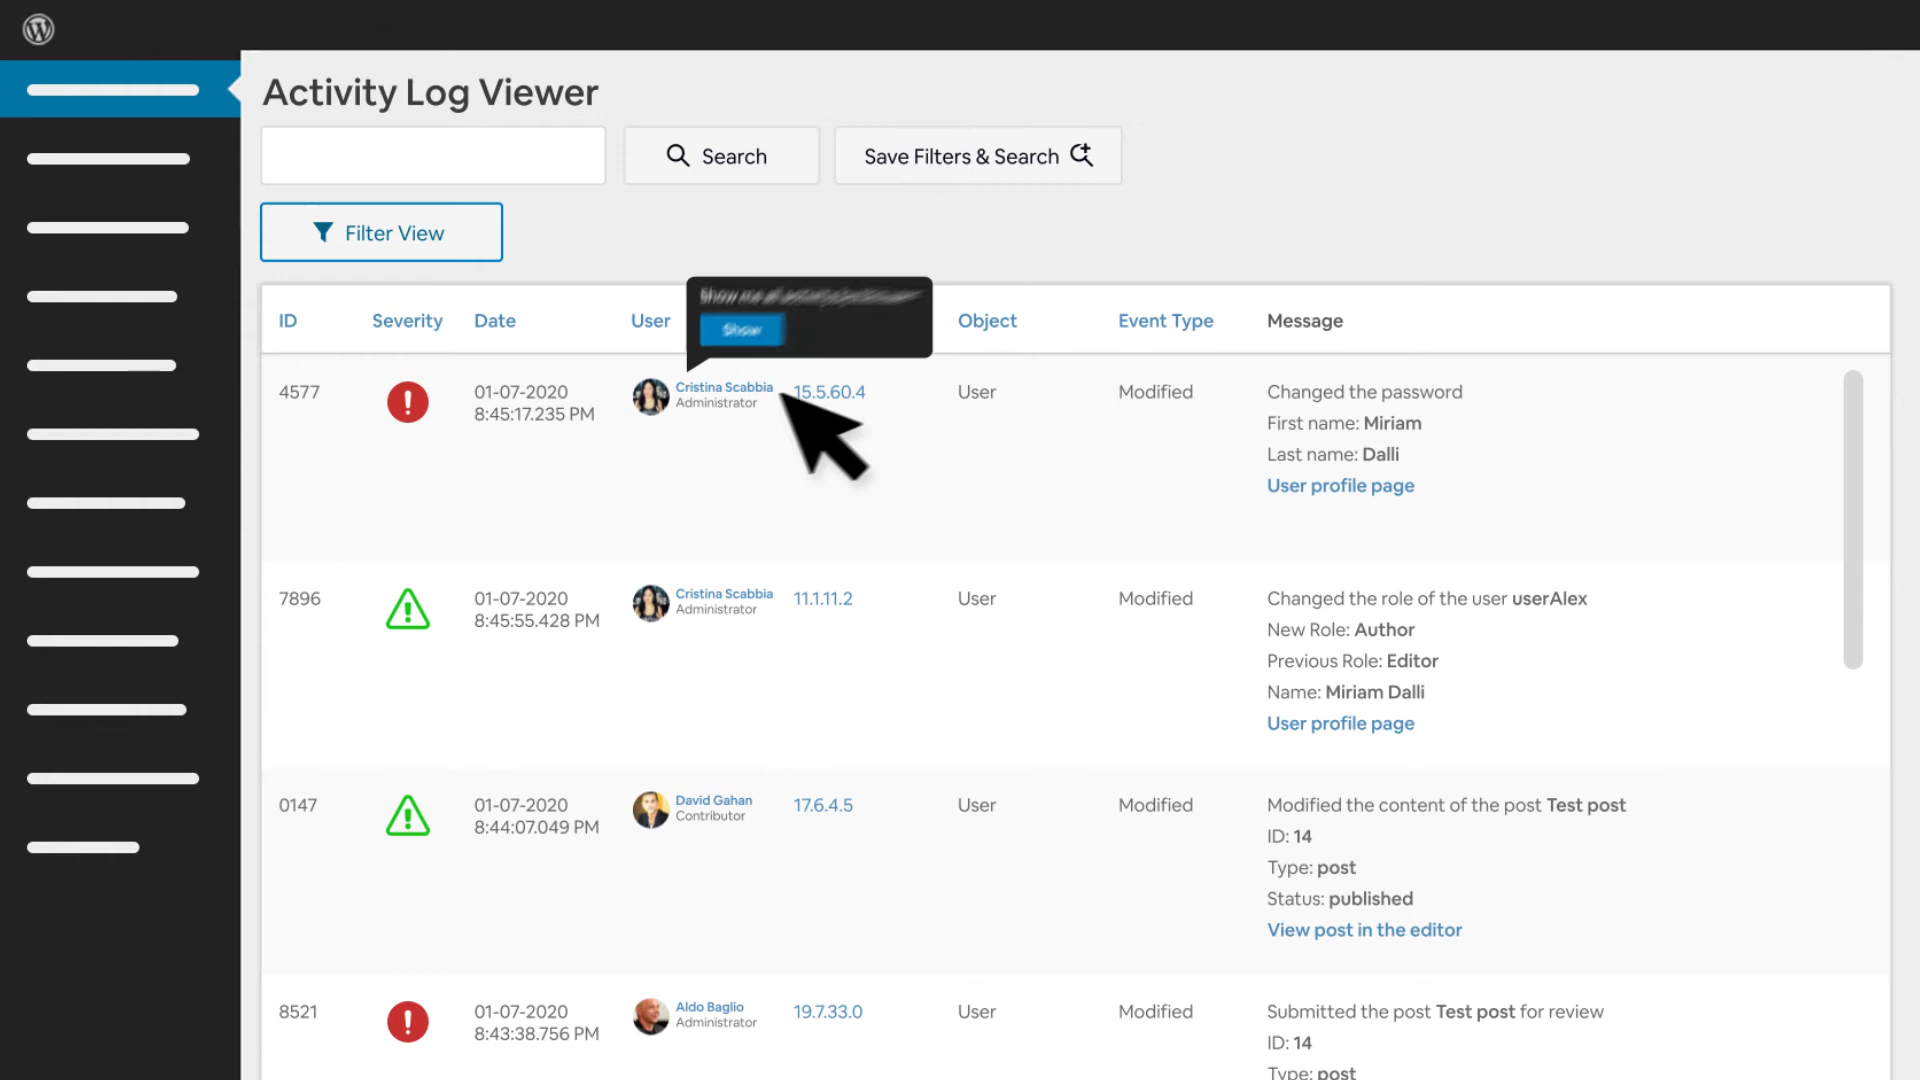 Activity Log Viewer
Search
Save Filters & Search
Filter View
Show me
Show
ID Severity Date User Object Event Type Message
4577 01-07-2020 Cristina Scabbia 15.5.60.4 User Modified Changed the password
8:45:17.235 PM Administrator
First name: Miriam
Last name: Dalli
User profile page
7896 01-07-2020 Cristina Scabbia 11.1.11.2 User Modified Changed the role of the user userAlex
8:45:55.428 PM Administrator
New Role: Author
Previous Role: Editor
Name: Miriam Dalli
User profile page
0147 01-07-2020 David Gahan 17.6.4.5 User Modified Modified the content of the post Test post
8:44:07.049 PM Contributor
ID: 14
Type: post
Status: published
View post in the editor
8521 01-07-2020 Aldo Baglio 19.7.33.0 User Modified Submitted the post Test post for review
8:43:38.756 PM Administrator
ID: 14
Type: post